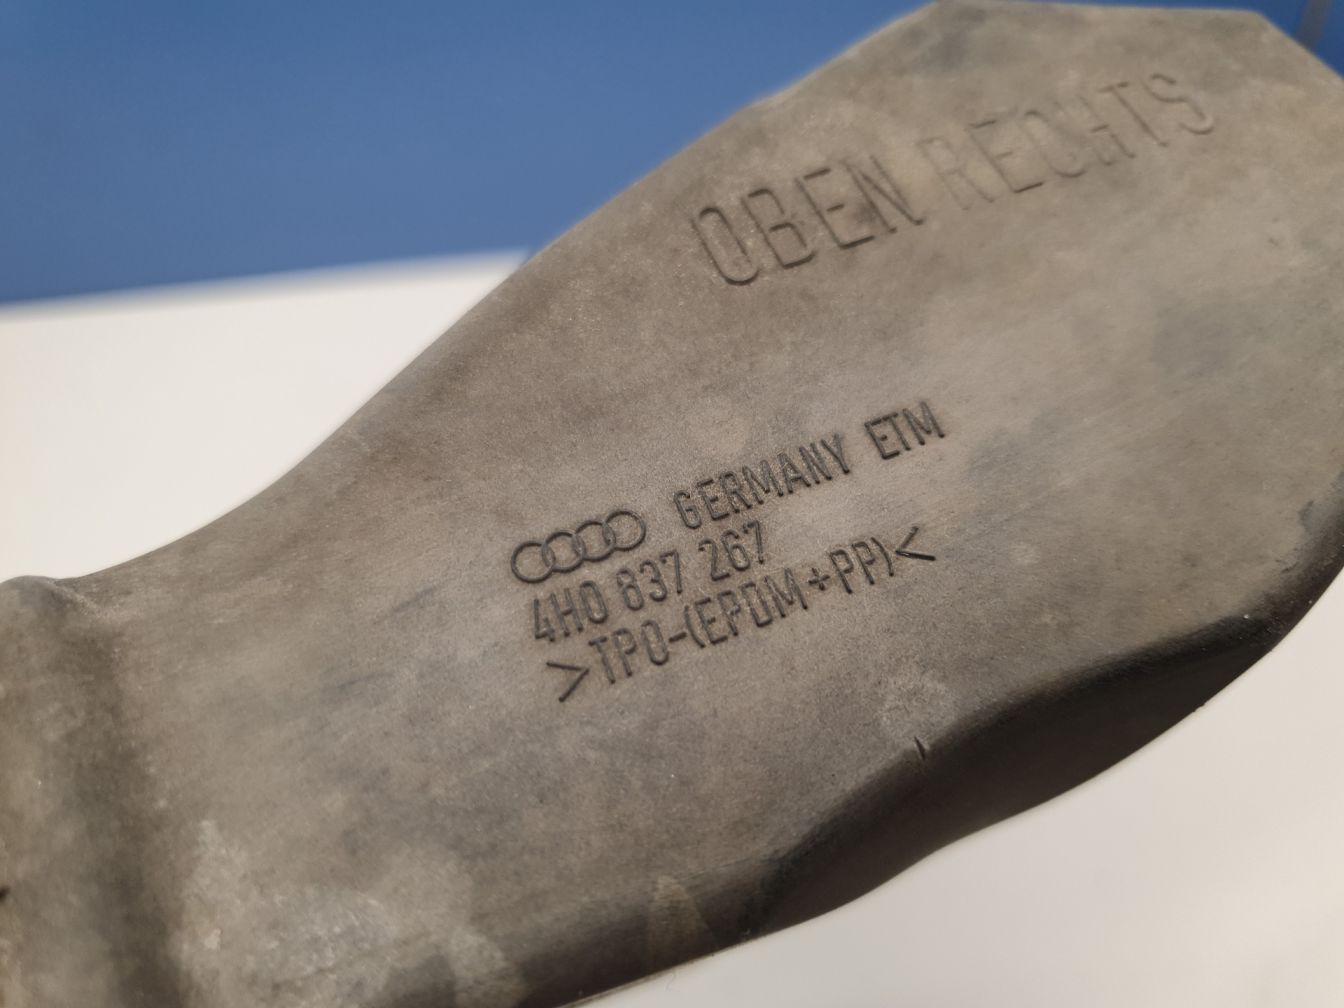 OBEN RECHTS
GERMANY ETM
4H0 837 267
>TPO-(EPDM+PP)<